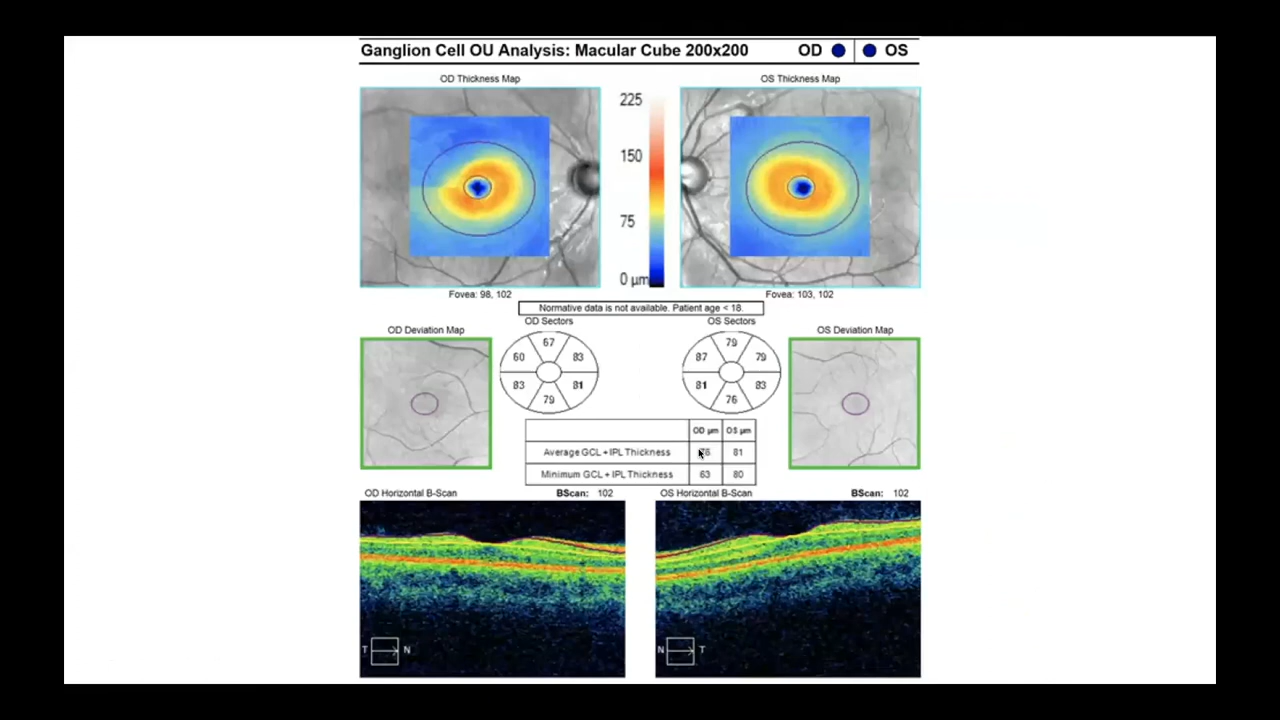 Ganglion Cell OU Analysis: Macular Cube 200x200 OD OS
OD Thickness Map
OS Thickness Map
225
150
75
0 µm
Fovea: 98, 102
Fovea: 103, 102
Normative data is not available. Patient age < 18.
OD Deviation Map
OD Sectors
OS Sectors
OS Deviation Map
67
60 83
83 81
79
79
87 79
81 83
76
OD µm OS µm
Average GCL + IPL Thickness 81
Minimum GCL + IPL Thickness 63 80
OD Horizontal B-Scan BScan: 102
OS Horizontal B-Scan BScan: 102
T N
N T